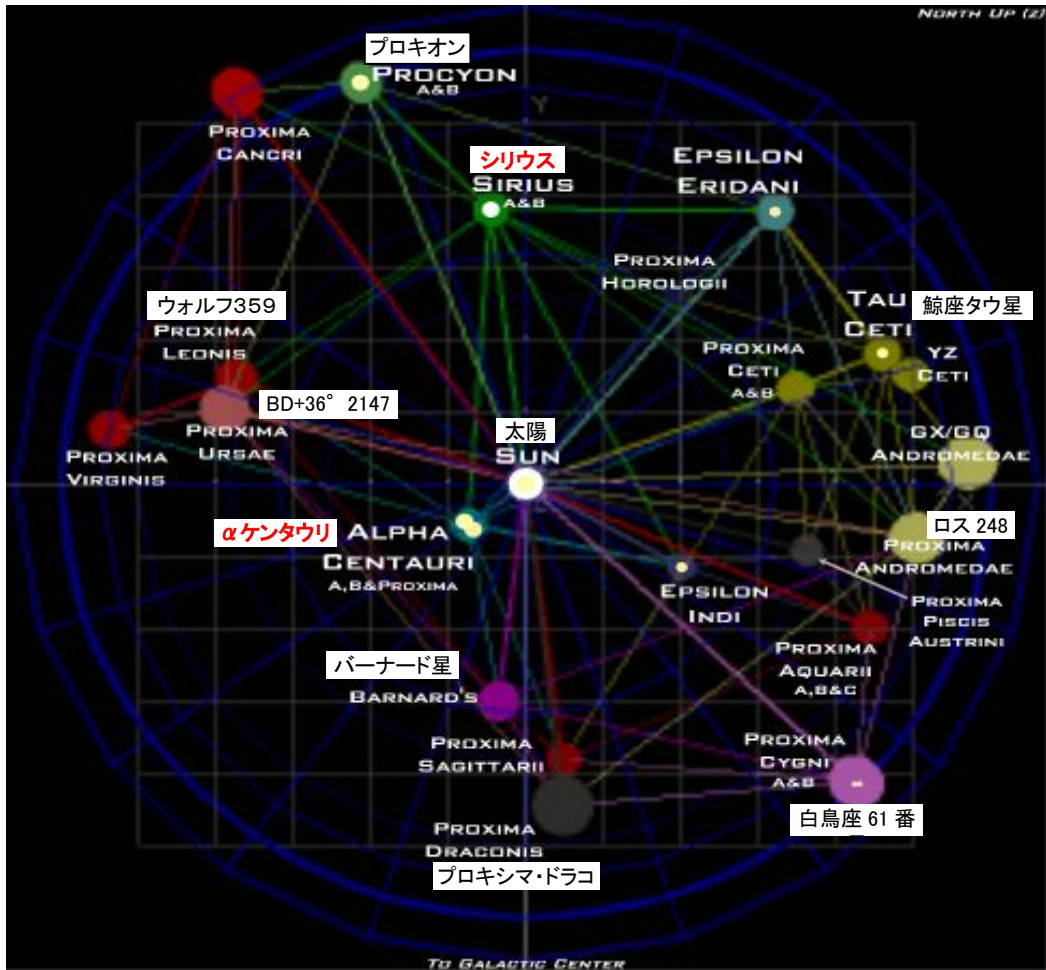 NORTH UP (Z)
プロキオン
PROCYON
A&B
PROXIMA
CANCRI
Y
シリウス
SIRIUS
A&B
EPSILON
ERIDANI
PROXIMA
HOROLOGII
ウォルフ359
PROXIMA
LEONIS
TAU
CETI
鯨座タウ星
PROXIMA
CETI
A&B
YZ
CETI
BD+36° 2147
PROXIMA
URSAE
太陽
SUN
GX/GQ
ANDROMEDAE
PROXIMA
VIRGINIS
αケンタウリ
ALPHA
CENTAURI
A,B&PROXIMA
ロス 248
PROXIMA
ANDROMEDAE
EPSILON
INDI
PROXIMA
PISCIS
AUSTRINI
PROXIMA
AQUARII
A,B&C
バーナード星
BARNARD'S
PROXIMA
SAGITTARII
PROXIMA
CYGNI
A&B
白鳥座 61 番
PROXIMA
DRACONIS
プロキシマ・ドラコ
TO GALACTIC CENTER